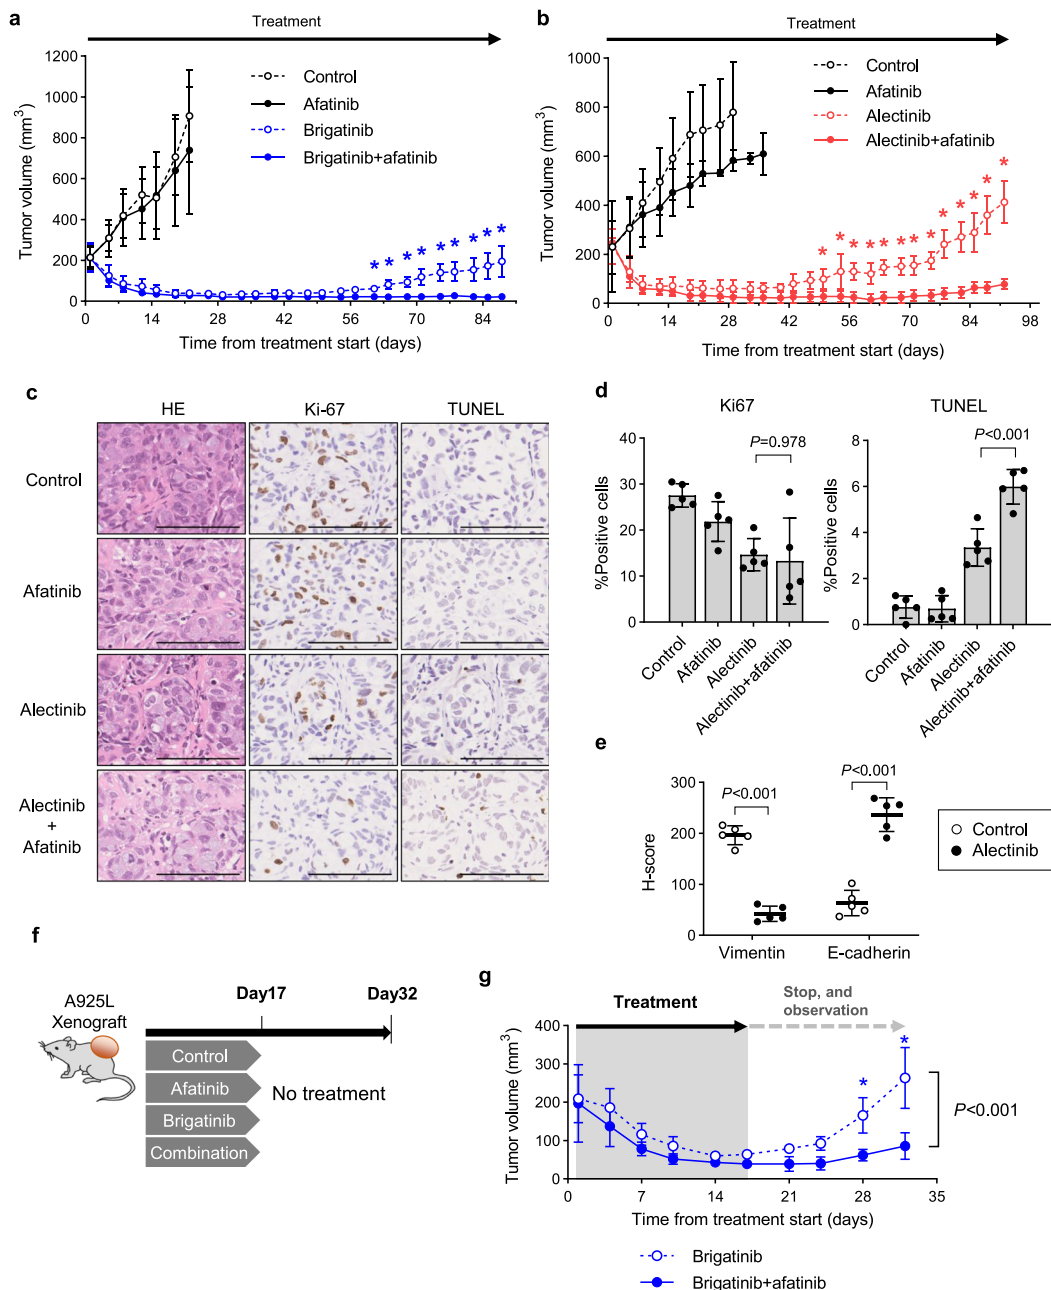 a
Treatment
Tumor volume (mm³)
1200
1000
800
600
400
200
0
Control
Afatinib
Brigatinib
Brigatinib+afatinib
* * * * * * * * *
0 14 28 42 56 70 84
Time from treatment start (days)
b
Treatment
Tumor volume (mm³)
1000
800
600
400
200
0
Control
Afatinib
Alectinib
Alectinib+afatinib
* * * * * * * * * * * *
0 14 28 42 56 70 84 98
Time from treatment start (days)
c
HE Ki-67 TUNEL
Control
Afatinib
Alectinib
Alectinib
+
Afatinib
d
Ki67
%Positive cells
40
30
20
10
0
P=0.978
Control
Afatinib
Alectinib
Alectinib+afatinib
TUNEL
%Positive cells
8
6
4
2
0
P<0.001
Control
Afatinib
Alectinib
Alectinib+afatinib
e
H-score
300
200
100
0
P<0.001
P<0.001
Vimentin E-cadherin
Control
Alectinib
f
A925L
Xenograft
Day17 Day32
Control
Afatinib
Brigatinib
Combination
No treatment
g
Treatment
Stop, and
observation
Tumor volume (mm³)
400
300
200
100
0
* *
P<0.001
0 7 14 21 28 35
Time from treatment start (days)
Brigatinib
Brigatinib+afatinib